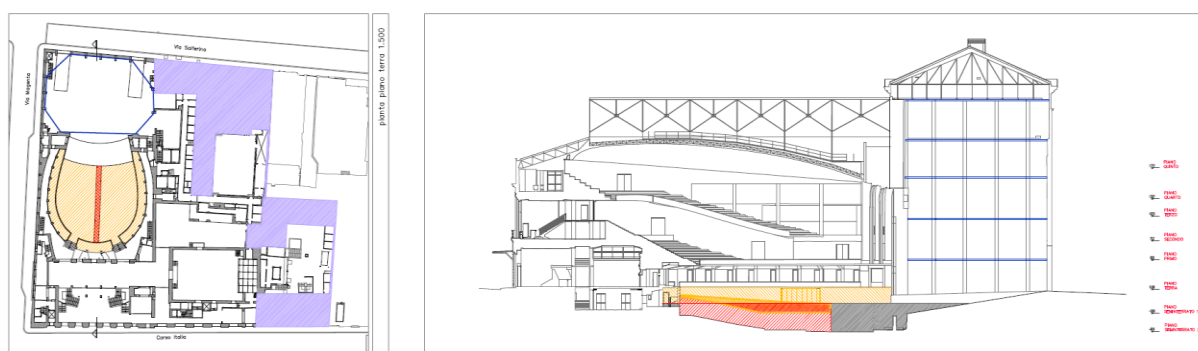 Via Solferino
Via Magenta
Corso Italia
pianta piano terra 1:500
PIANO
QUINTO
PIANO
QUARTO
PIANO
TERZO
PIANO
SECONDO
PIANO
PRIMO
PIANO
TERRA
PIANO
SEMINTERRATO 1
PIANO
SEMINTERRATO